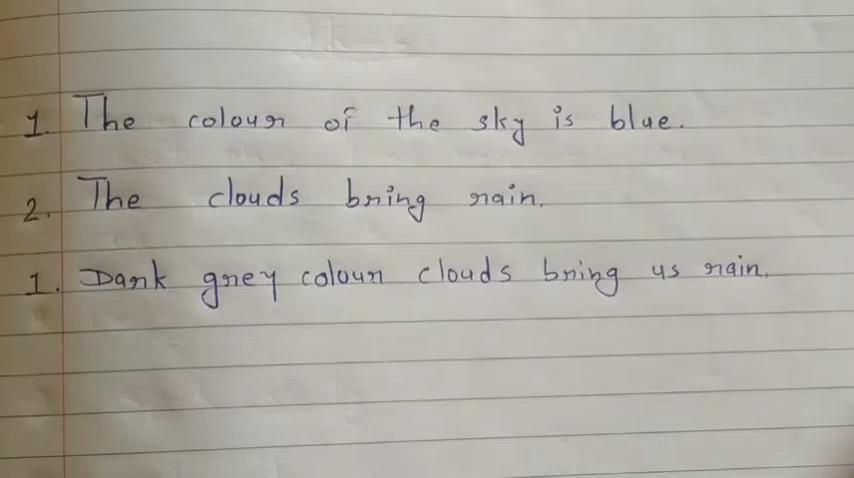 1. The colour of the sky is blue.
2. The clouds bring rain.
1. Dark grey colour clouds bring us rain.